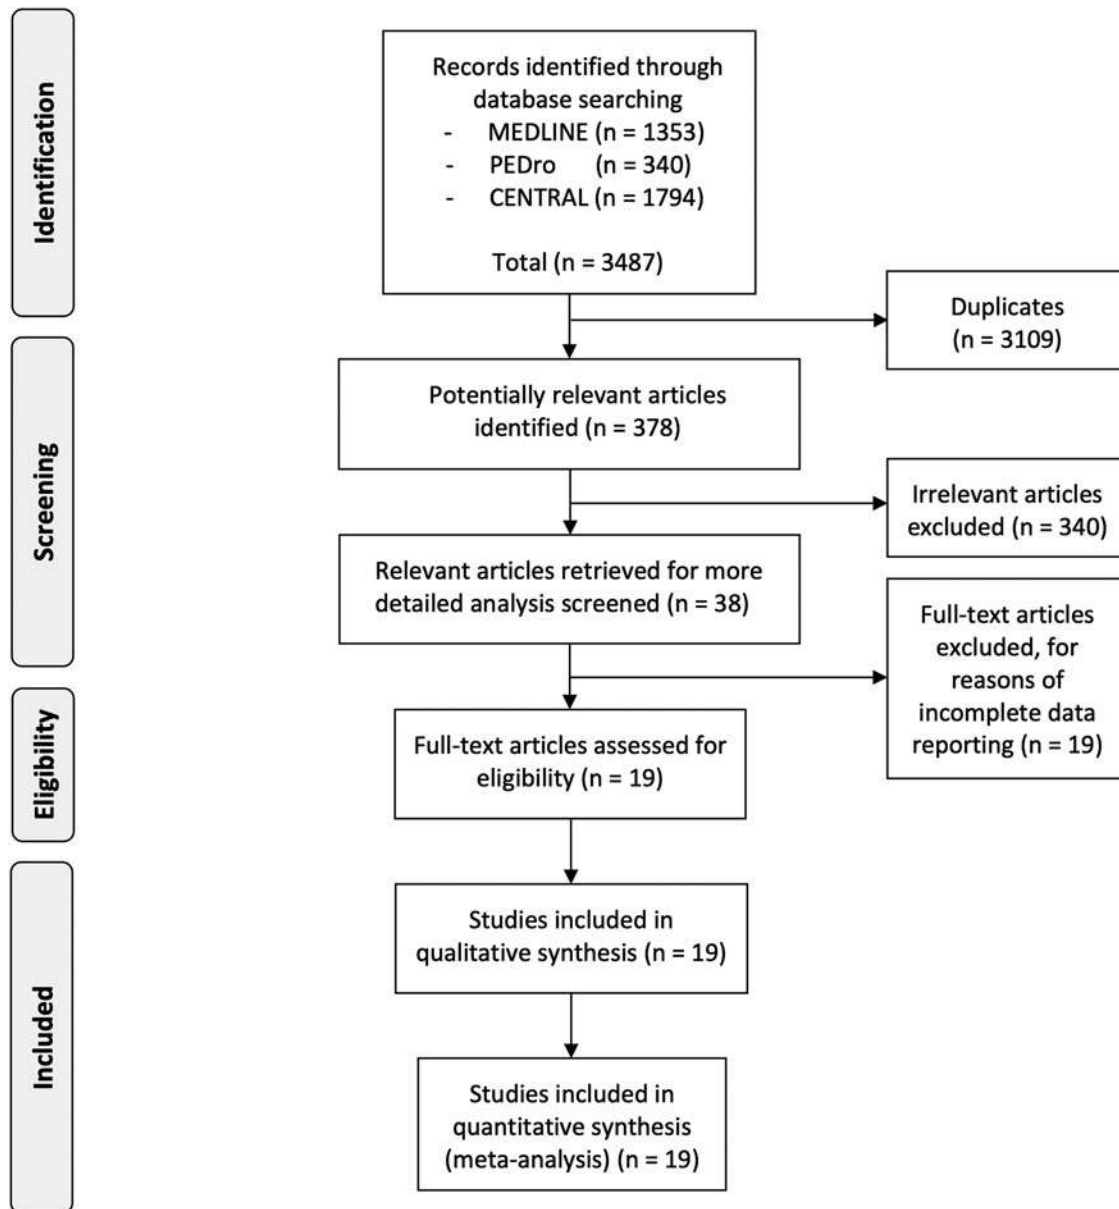 Identification
Records identified through
database searching
- MEDLINE (n = 1353)
- PEDro (n = 340)
- CENTRAL (n = 1794)
Total (n = 3487)
Duplicates
(n = 3109)
Screening
Potentially relevant articles
identified (n = 378)
Irrelevant articles
excluded (n = 340)
Relevant articles retrieved for more
detailed analysis screened (n = 38)
Full-text articles
excluded, for
reasons of
incomplete data
reporting (n = 19)
Eligibility
Full-text articles assessed for
eligibility (n = 19)
Included
Studies included in
qualitative synthesis (n = 19)
Studies included in
quantitative synthesis
(meta-analysis) (n = 19)